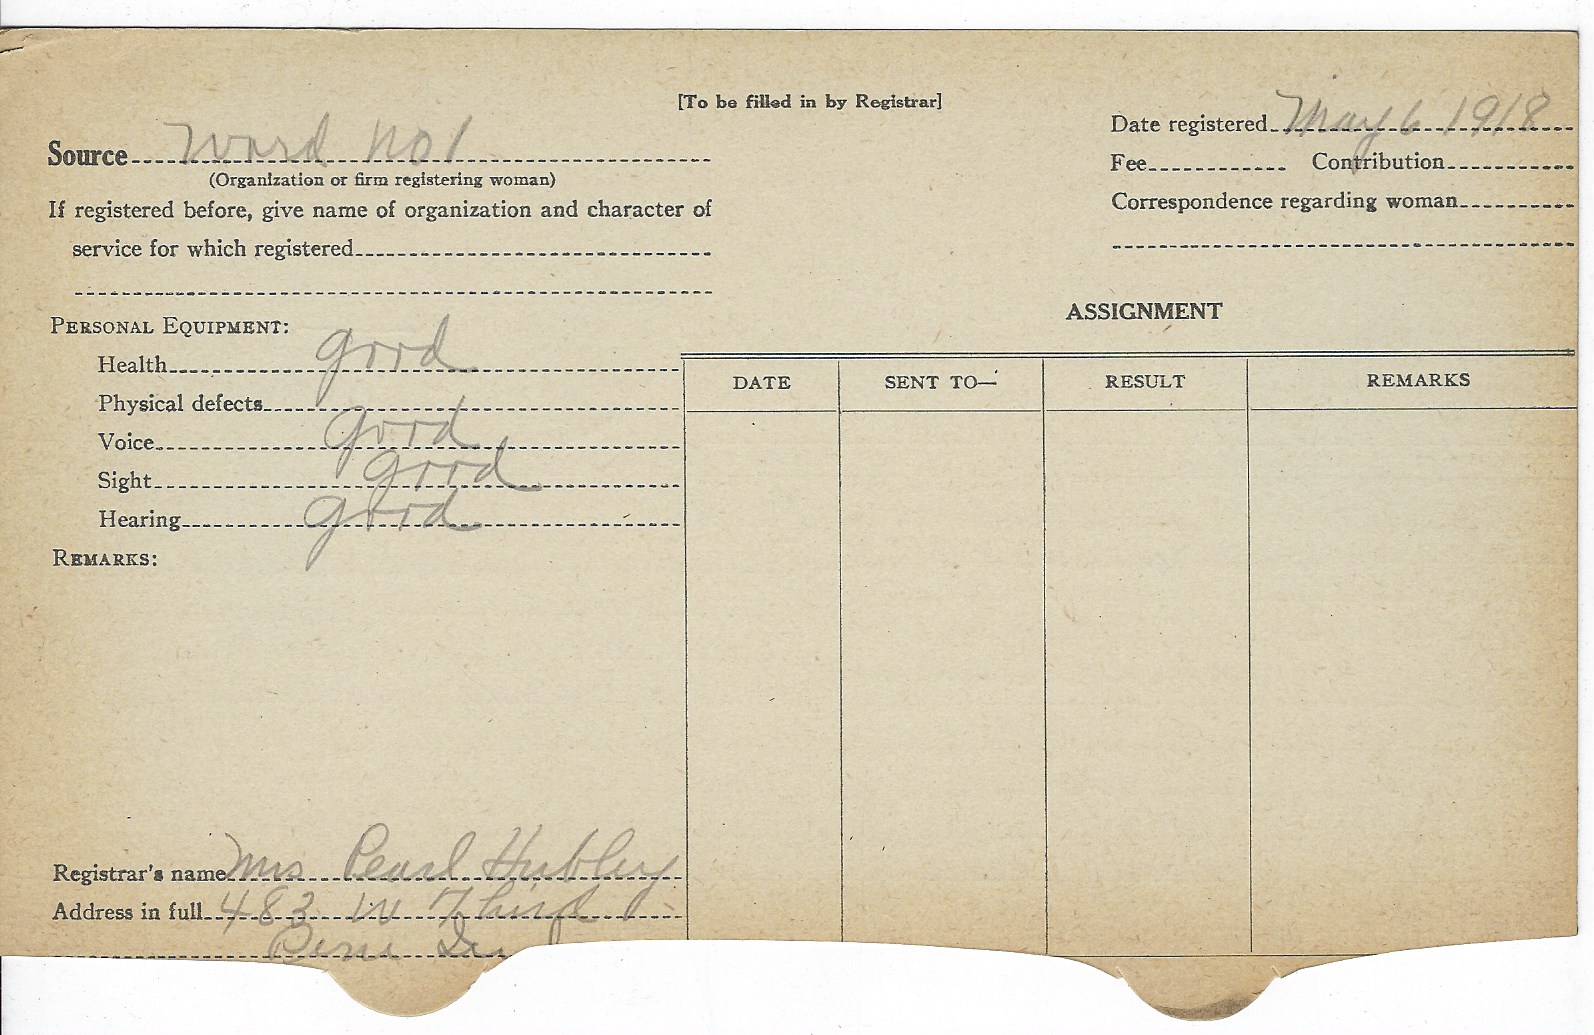 [To be filled in by Registrar]
Source Ward No 1
(Organization or firm registering woman)
If registered before, give name of organization and character of
service for which registered
Date registered May 6 1918
Fee Contribution
Correspondence regarding woman
PERSONAL EQUIPMENT:
Health good
Physical defects
Voice good
Sight good
Hearing good
REMARKS:
ASSIGNMENT
DATE SENT TO— RESULT REMARKS
Registrar's name Mrs Pearl Hubley
Address in full 483 W Third
Peru Ind